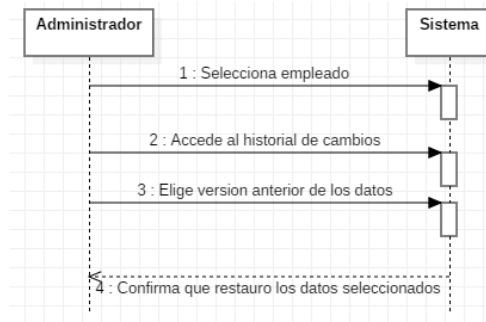 Administrador
Sistema
1 : Selecciona empleado
2 : Accede al historial de cambios
3 : Elige version anterior de los datos
4 : Confirma que restauro los datos seleccionados